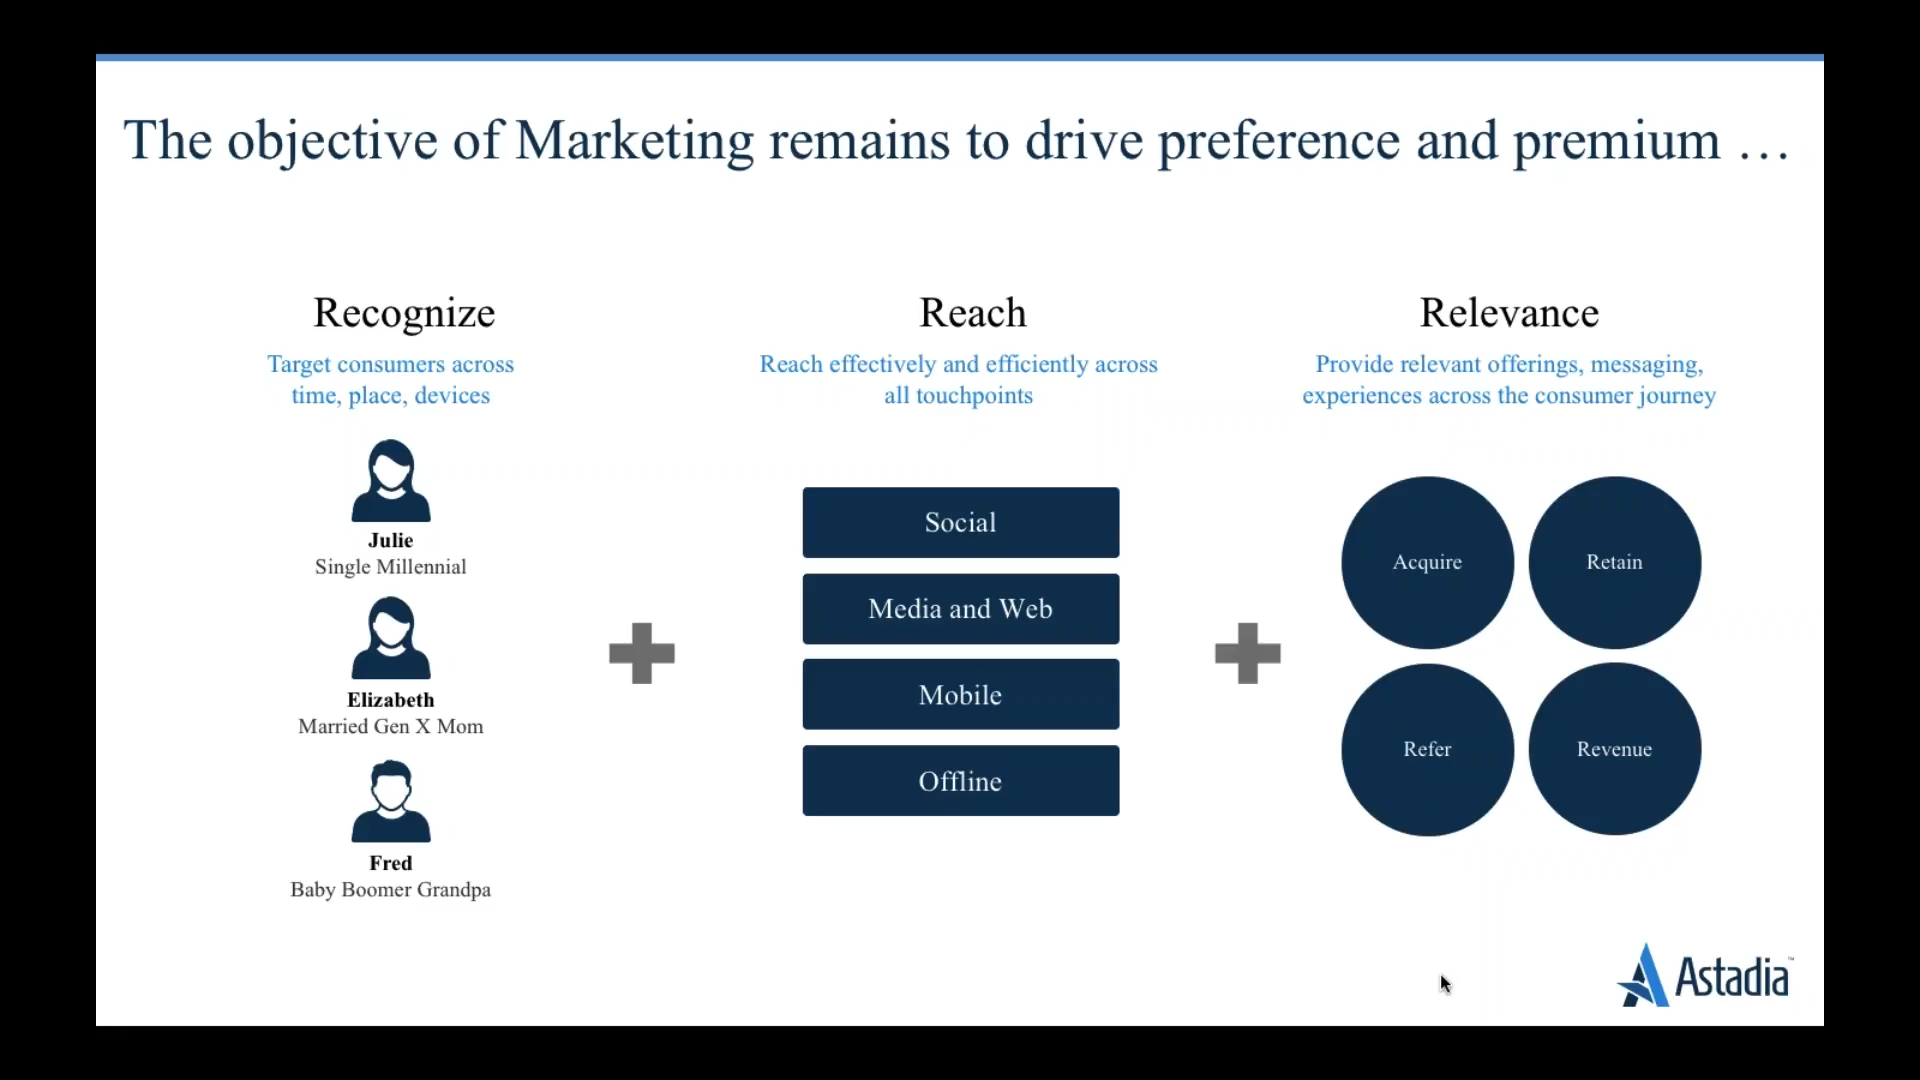 The objective of Marketing remains to drive preference and premium …
Recognize
Target consumers across
time, place, devices
Julie
Single Millennial
Elizabeth
Married Gen X Mom
Fred
Baby Boomer Grandpa
Reach
Reach effectively and efficiently across
all touchpoints
Social
Media and Web
Mobile
Offline
Relevance
Provide relevant offerings, messaging,
experiences across the consumer journey
Acquire
Retain
Refer
Revenue
Astadia™